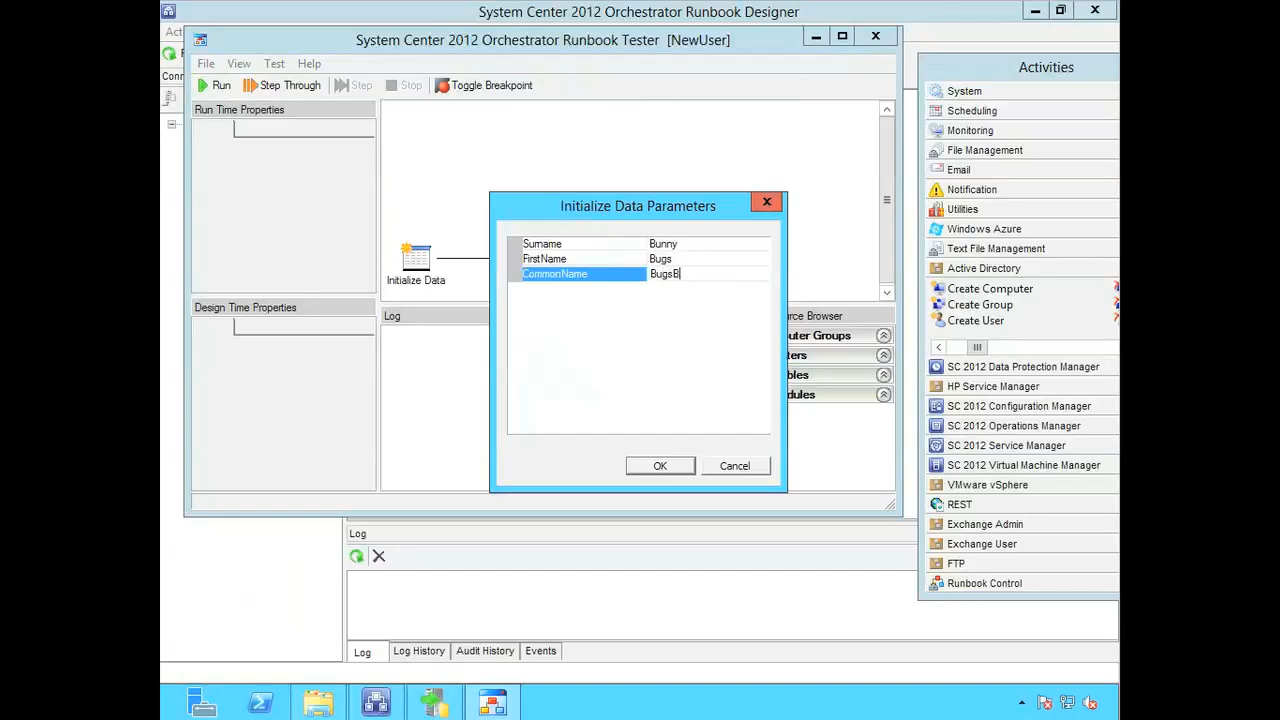 System Center 2012 Orchestrator Runbook Designer
System Center 2012 Orchestrator Runbook Tester [NewUser]
File View Test Help
Run Step Through Step Stop Toggle Breakpoint
Run Time Properties
Initialize Data
Design Time Properties
Log
Initialize Data Parameters
Surname Bunny
FirstName Bugs
CommonName BugsB
OK Cancel
Browser
Groups
Activities
System
Scheduling
Monitoring
File Management
Email
Notification
Utilities
Windows Azure
Text File Management
Active Directory
Create Computer
Create Group
Create User
SC 2012 Data Protection Manager
HP Service Manager
SC 2012 Configuration Manager
SC 2012 Operations Manager
SC 2012 Service Manager
SC 2012 Virtual Machine Manager
VMware vSphere
REST
Exchange Admin
Exchange User
FTP
Runbook Control
Log
Log Log History Audit History Events